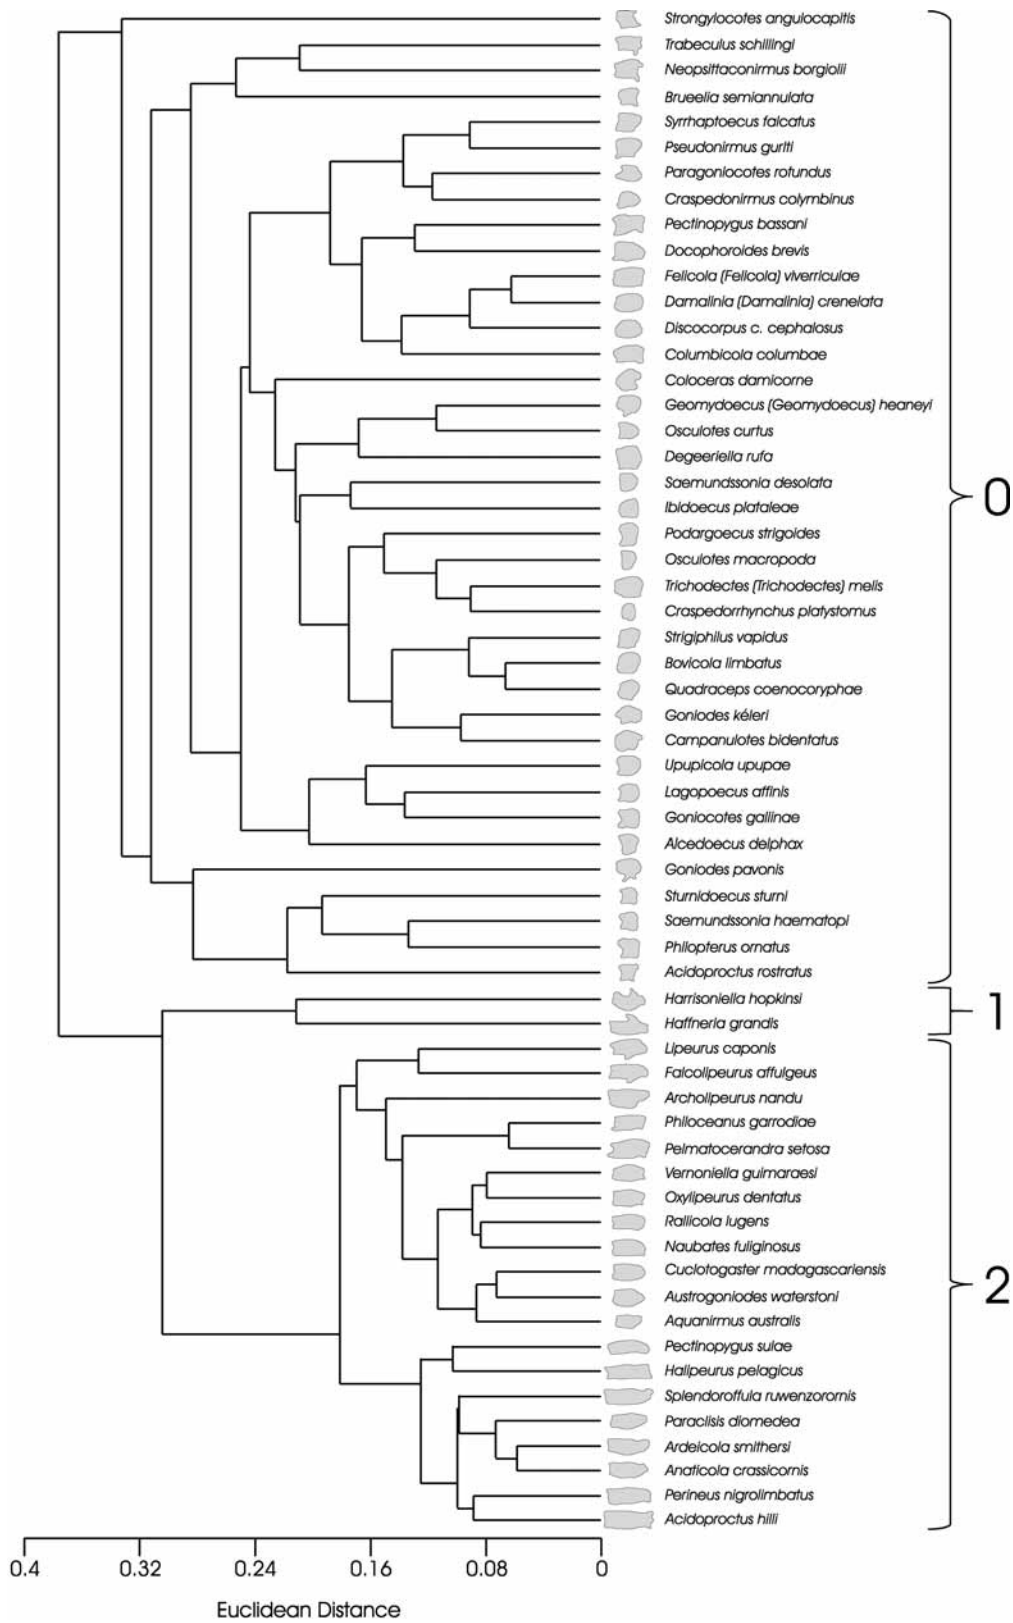 Strongylocotes angulocapitis
Trabeculus schillingi
Neopsittaconirmus borgiolii
Brueelia semiannulata
Syrrhaptoecus falcatus
Pseudonirmus gurlti
Paragoniocotes rotundus
Craspedonirmus colymbinus
Pectinopygus bassani
Docophoroides brevis
Felicola (Felicola) viverriculae
Damalinia (Damalinia) crenelata
Discocorpus c. cephalosus
Columbicola columbae
Coloceras damicorne
Geomydoecus (Geomydoecus) heaneyi
Osculotes curtus
Degeeriella rufa
Saemundssonia desolata
Ibidoecus plataleae
0
Podargoecus strigoides
Osculotes macropoda
Trichodectes (Trichodectes) melis
Craspedorrhynchus platystomus
Strigiphilus vapidus
Bovicola limbatus
Quadraceps coenocoryphae
Goniodes kéleri
Campanulotes bidentatus
Upupicola upupae
Lagopoecus affinis
Goniocotes gallinae
Alcedoecus delphax
Goniodes pavonis
Sturnidoecus sturni
Saemundssonia haematopi
Philopterus ornatus
Acidoproctus rostratus
Harrisoniella hopkinsi
1
Haffneria grandis
Lipeurus caponis
Falcolipeurus affulgeus
Archolipeurus nandu
Philoceanus garrodiae
Pelmatocerandra setosa
Vernoniella guimaraesi
Oxylipeurus dentatus
Rallicola lugens
Naubates fuliginosus
Cuclotogaster madagascariensis
2
Austrogoniodes waterstoni
Aquanirmus australis
Pectinopygus sulae
Halipeurus pelagicus
Splendoroffula ruwenzorornis
Paraclisis diomedea
Ardeicola smithersi
Anaticola crassicornis
Perineus nigrolimbatus
Acidoproctus hilli
0.4 0.32 0.24 0.16 0.08 0
Euclidean Distance